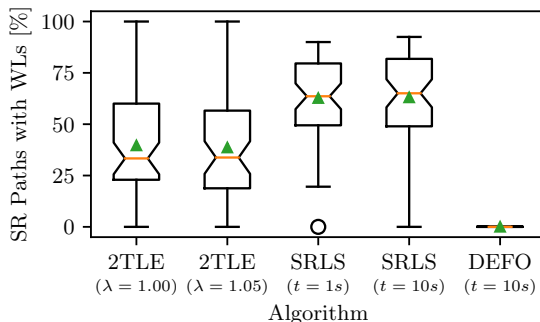 SR Paths with WLs [%]
100
75
50
25
0
2TLE 2TLE SRLS SRLS DEFO
(λ = 1.00) (λ = 1.05) (t = 1s) (t = 10s) (t = 10s)
Algorithm